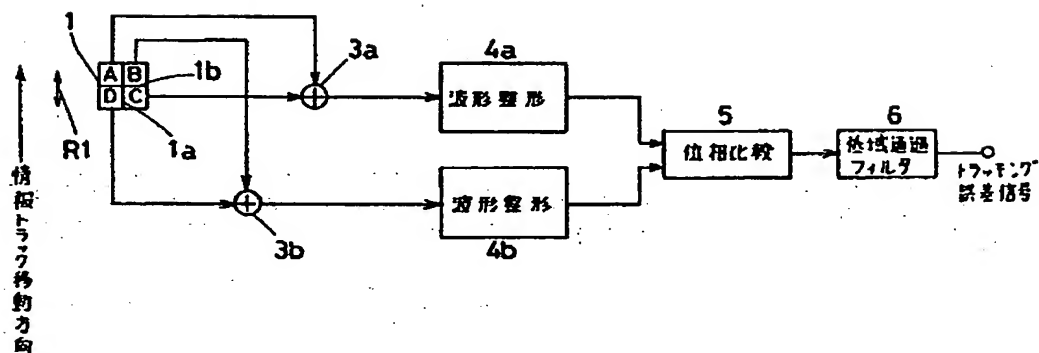 1
A B
D C
1b
1a
R1
情報トラック移動方向
3a
3b
4a
波形整形
波形整形
4b
5
位相比較
6
低域通過
フィルタ
トラッキング
誤差信号